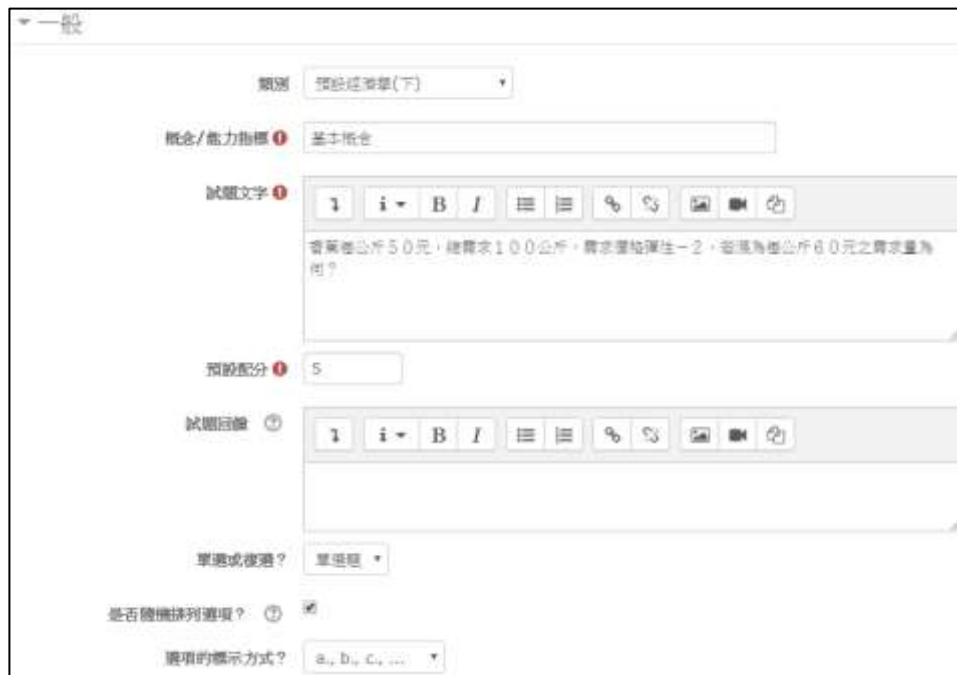 一般
類別 預設經濟學(下)
概念/能力指標 基本概念
試題文字
B I
香蕉每公斤５０元，總需求１００公斤，需求價格彈性－２，若漲為每公斤６０元之需求量為
何？
預設配分 5
試題回饋
B I
單選或複選？ 單選題
是否隨機排列選項？
選項的標示方式？ a., b., c., ...